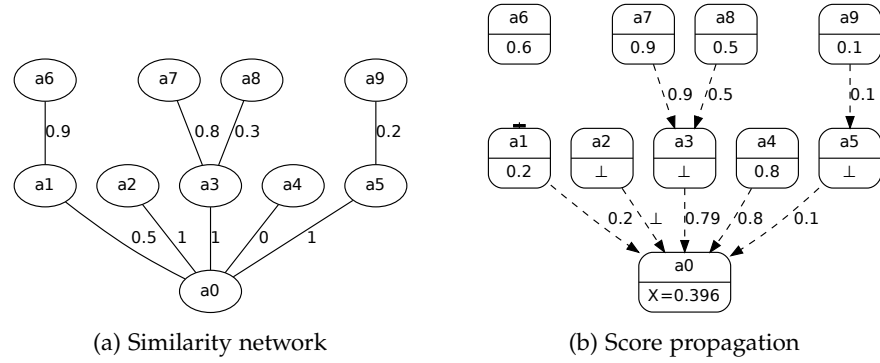 a6 a7 a8 a9
0.9 0.8 0.3 0.2
a1 a2 a3 a4 a5
0.5 1 1 0 1
a0
(a) Similarity network
a6 a7 a8 a9
0.6 0.9 0.5 0.1
0.9 0.5 0.1
a1 a2 a3 a4 a5
0.2 ⊥ ⊥ 0.8 ⊥
0.2 ⊥ 0.79 0.8 0.1
a0
X=0.396
(b) Score propagation